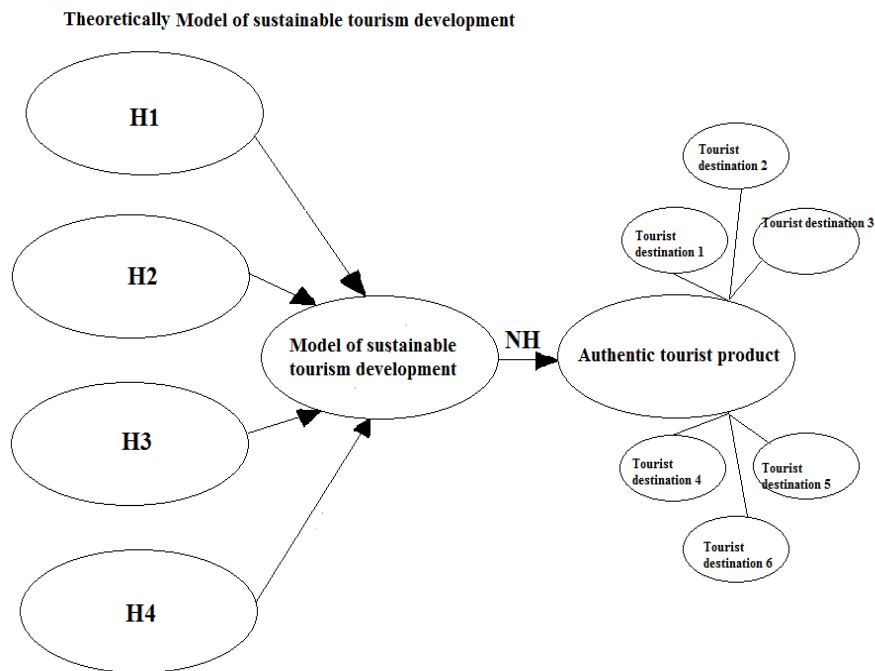 Theoretically Model of sustainable tourism development
H1
H2
H3
H4
Model of sustainable
tourism development
NH
Authentic tourist product
Tourist
destination 1
Tourist
destination 2
Tourist destination 3
Tourist
destination 4
Tourist
destination 5
Tourist
destination 6